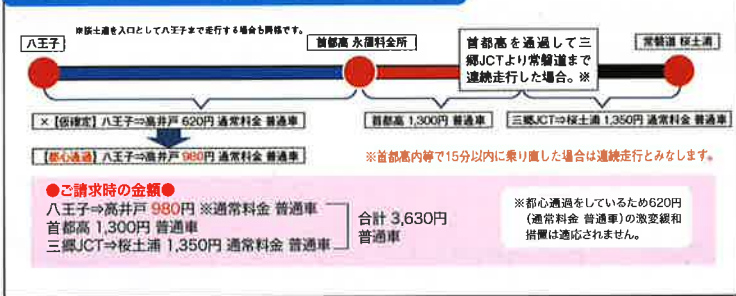 ※桜土浦を入口として八王子まで走行する場合も同様です。
八王子
首都高 永福料金所
首都高を通過して三
郷JCTより常磐道まで
連続走行した場合。※
常磐道 桜土浦
×【仮確定】八王子⇒高井戸 620円 通常料金 普通車
首都高 1,300円 普通車
三郷JCT⇒桜土浦 1,350円 通常料金 普通車
【都心通過】八王子⇒高井戸 980円 通常料金 普通車
※首都高内等で15分以内に乗り直した場合は連続走行とみなします。
●ご請求時の金額●
八王子⇒高井戸 980円 ※通常料金 普通車
首都高 1,300円 普通車
三郷JCT⇒桜土浦 1,350円 通常料金 普通車
合計 3,630円
普通車
※都心通過をしているため620円
(通常料金 普通車)の激変緩和
措置は適応されません。